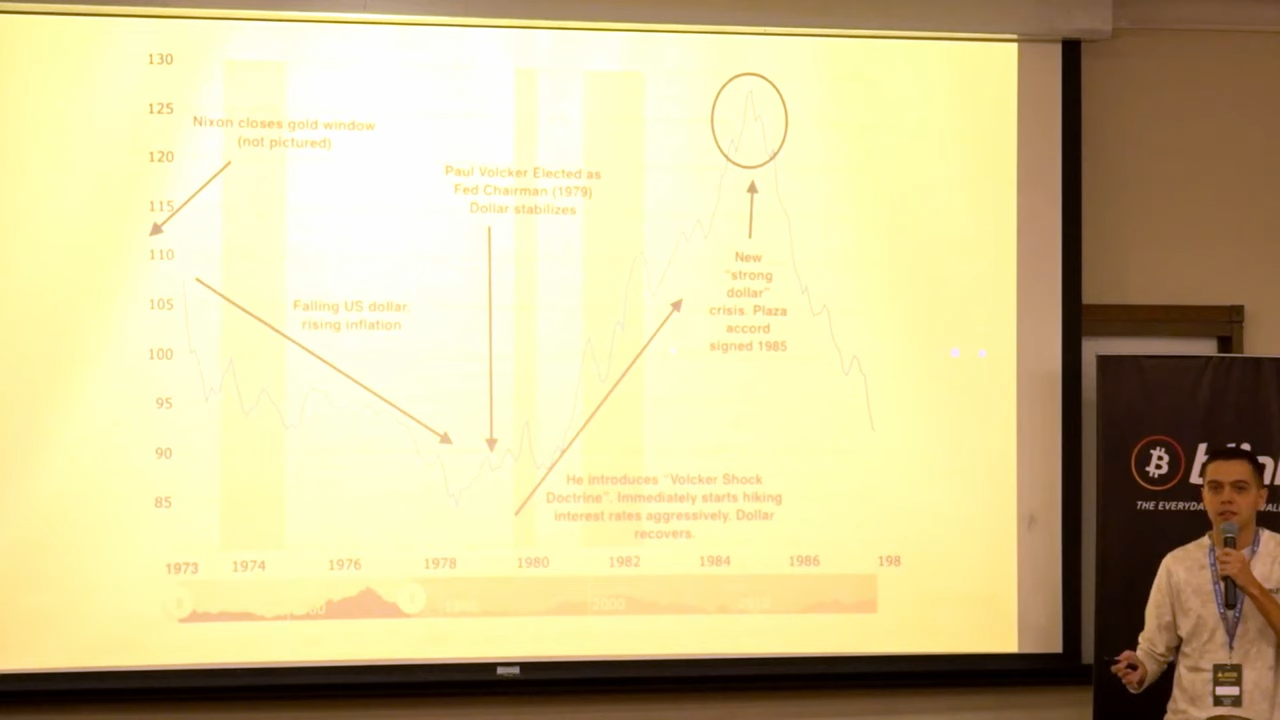 130
125
120
115
110
105
100
95
90
85
Nixon closes gold window
(not pictured)
Falling US dollar,
rising inflation
Paul Volcker Elected as
Fed Chairman (1979)
Dollar stabilizes
New
"strong
dollar"
crisis. Plaza
accord
signed 1985
He introduces "Volcker Shock
Doctrine". Immediately starts hiking
interest rates aggressively. Dollar
recovers.
1973 1974 1976 1978 1980 1982 1984 1986 198
2000
THE EVERYDA